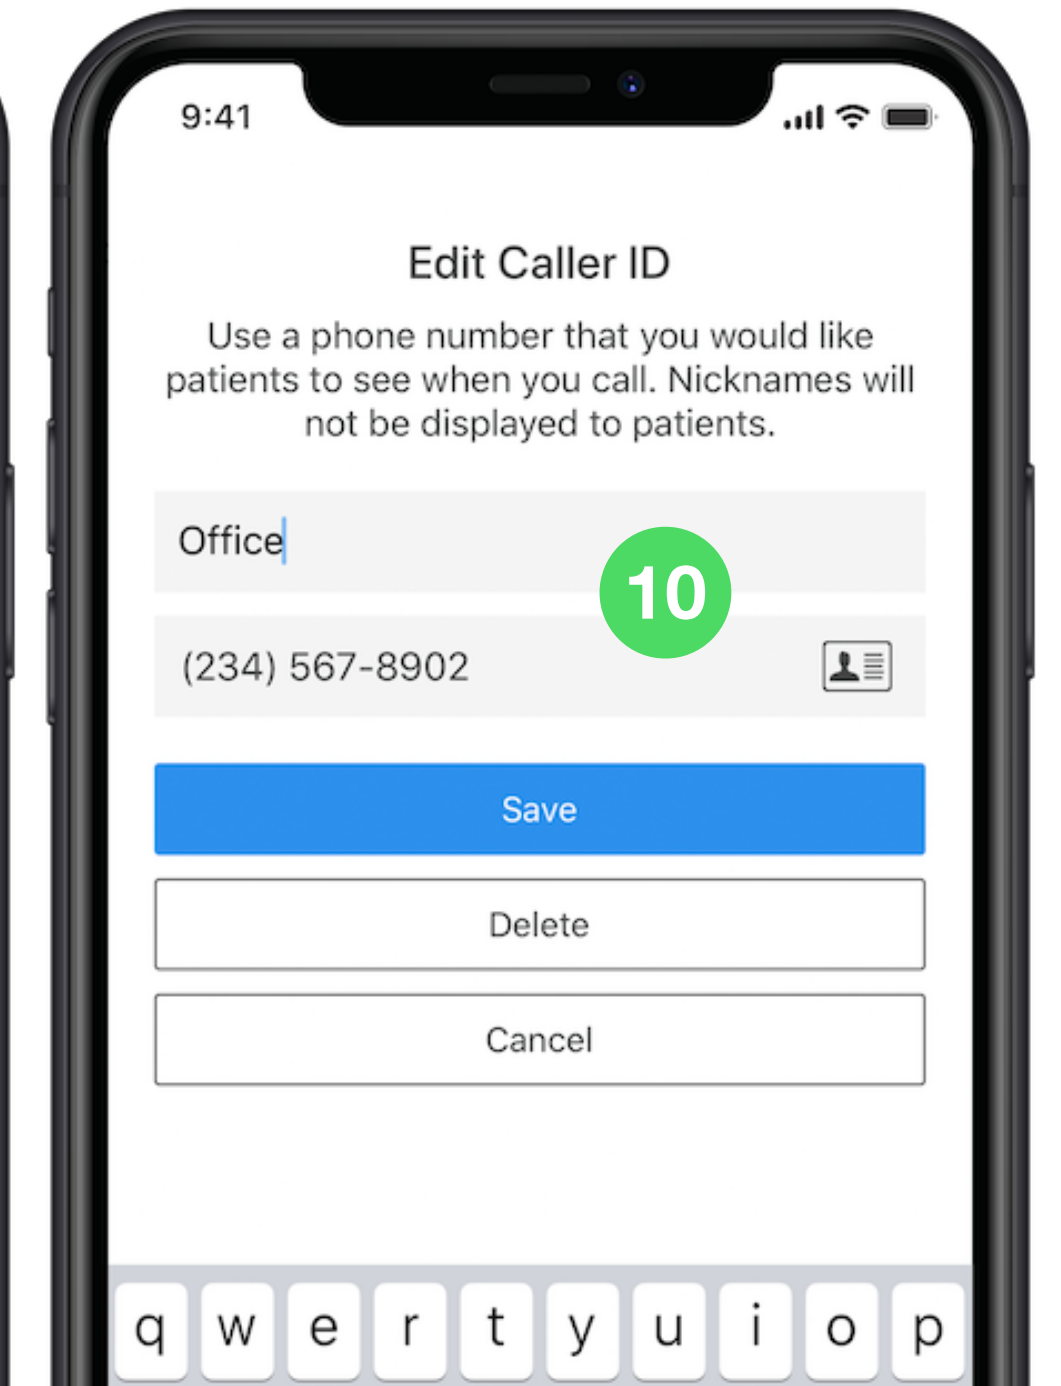 9:41
Edit Caller ID
Use a phone number that you would like
patients to see when you call. Nicknames will
not be displayed to patients.
Office
10
(234) 567-8902
Save
Delete
Cancel
q w e r t y u i o p